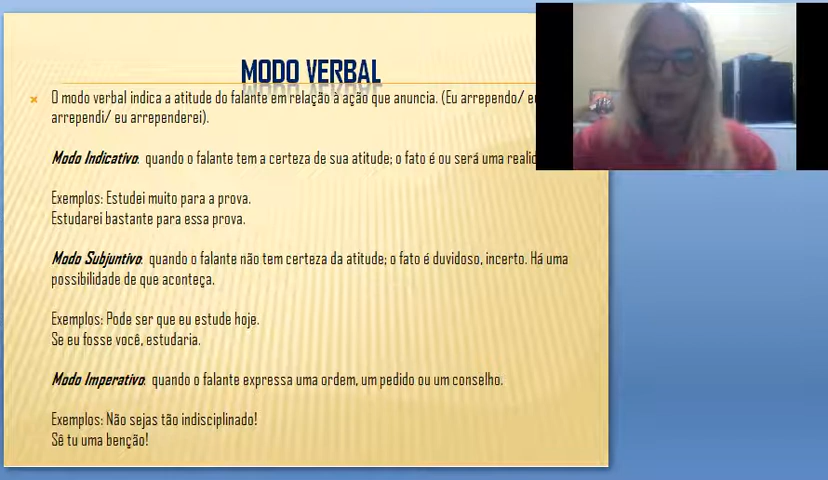 MODO VERBAL
O modo verbal indica a atitude do falante em relação à ação que anuncia. (Eu arrependo/
arrependi/ eu arrependerei).
Modo Indicativo: quando o falante tem a certeza de sua atitude; o fato é ou será uma
Exemplos: Estudei muito para a prova.
Estudarei bastante para essa prova.
Modo Subjuntivo: quando o falante não tem certeza da atitude; o fato é duvidoso, incerto. Há uma
possibilidade de que aconteça.
Exemplos: Pode ser que eu estude hoje.
Se eu fosse você, estudaria.
Modo Imperativo: quando o falante expressa uma ordem, um pedido ou um conselho.
Exemplos: Não sejas tão indisciplinado!
Sê tu uma benção!